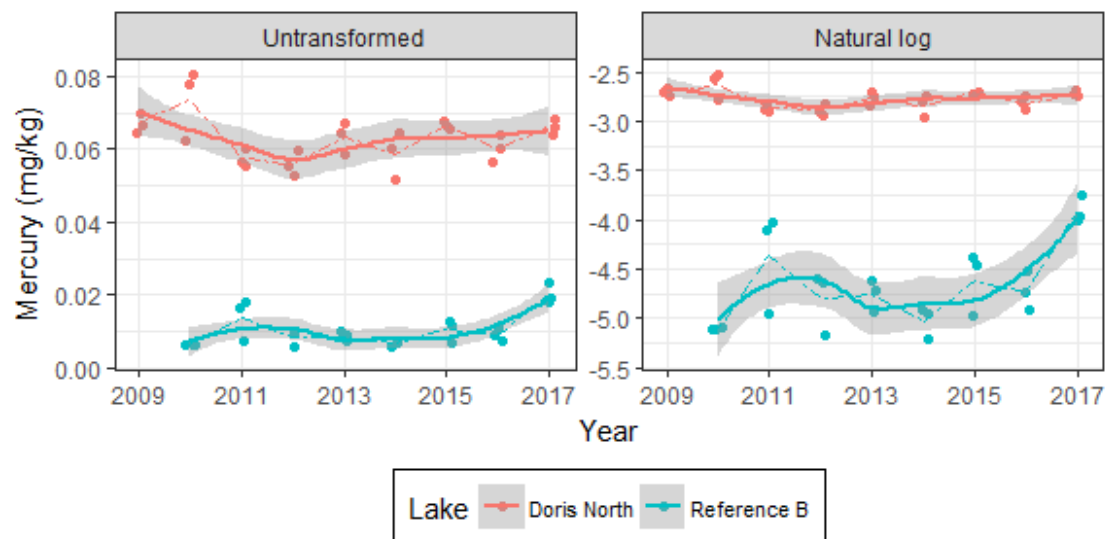 Untransformed
Natural log
Mercury (mg/kg)
0.08
0.06
0.04
0.02
0.00
-2.5
-3.0
-3.5
-4.0
-4.5
-5.0
-5.5
2009 2011 2013 2015 2017
2009 2011 2013 2015 2017
Year
Lake Doris North Reference B